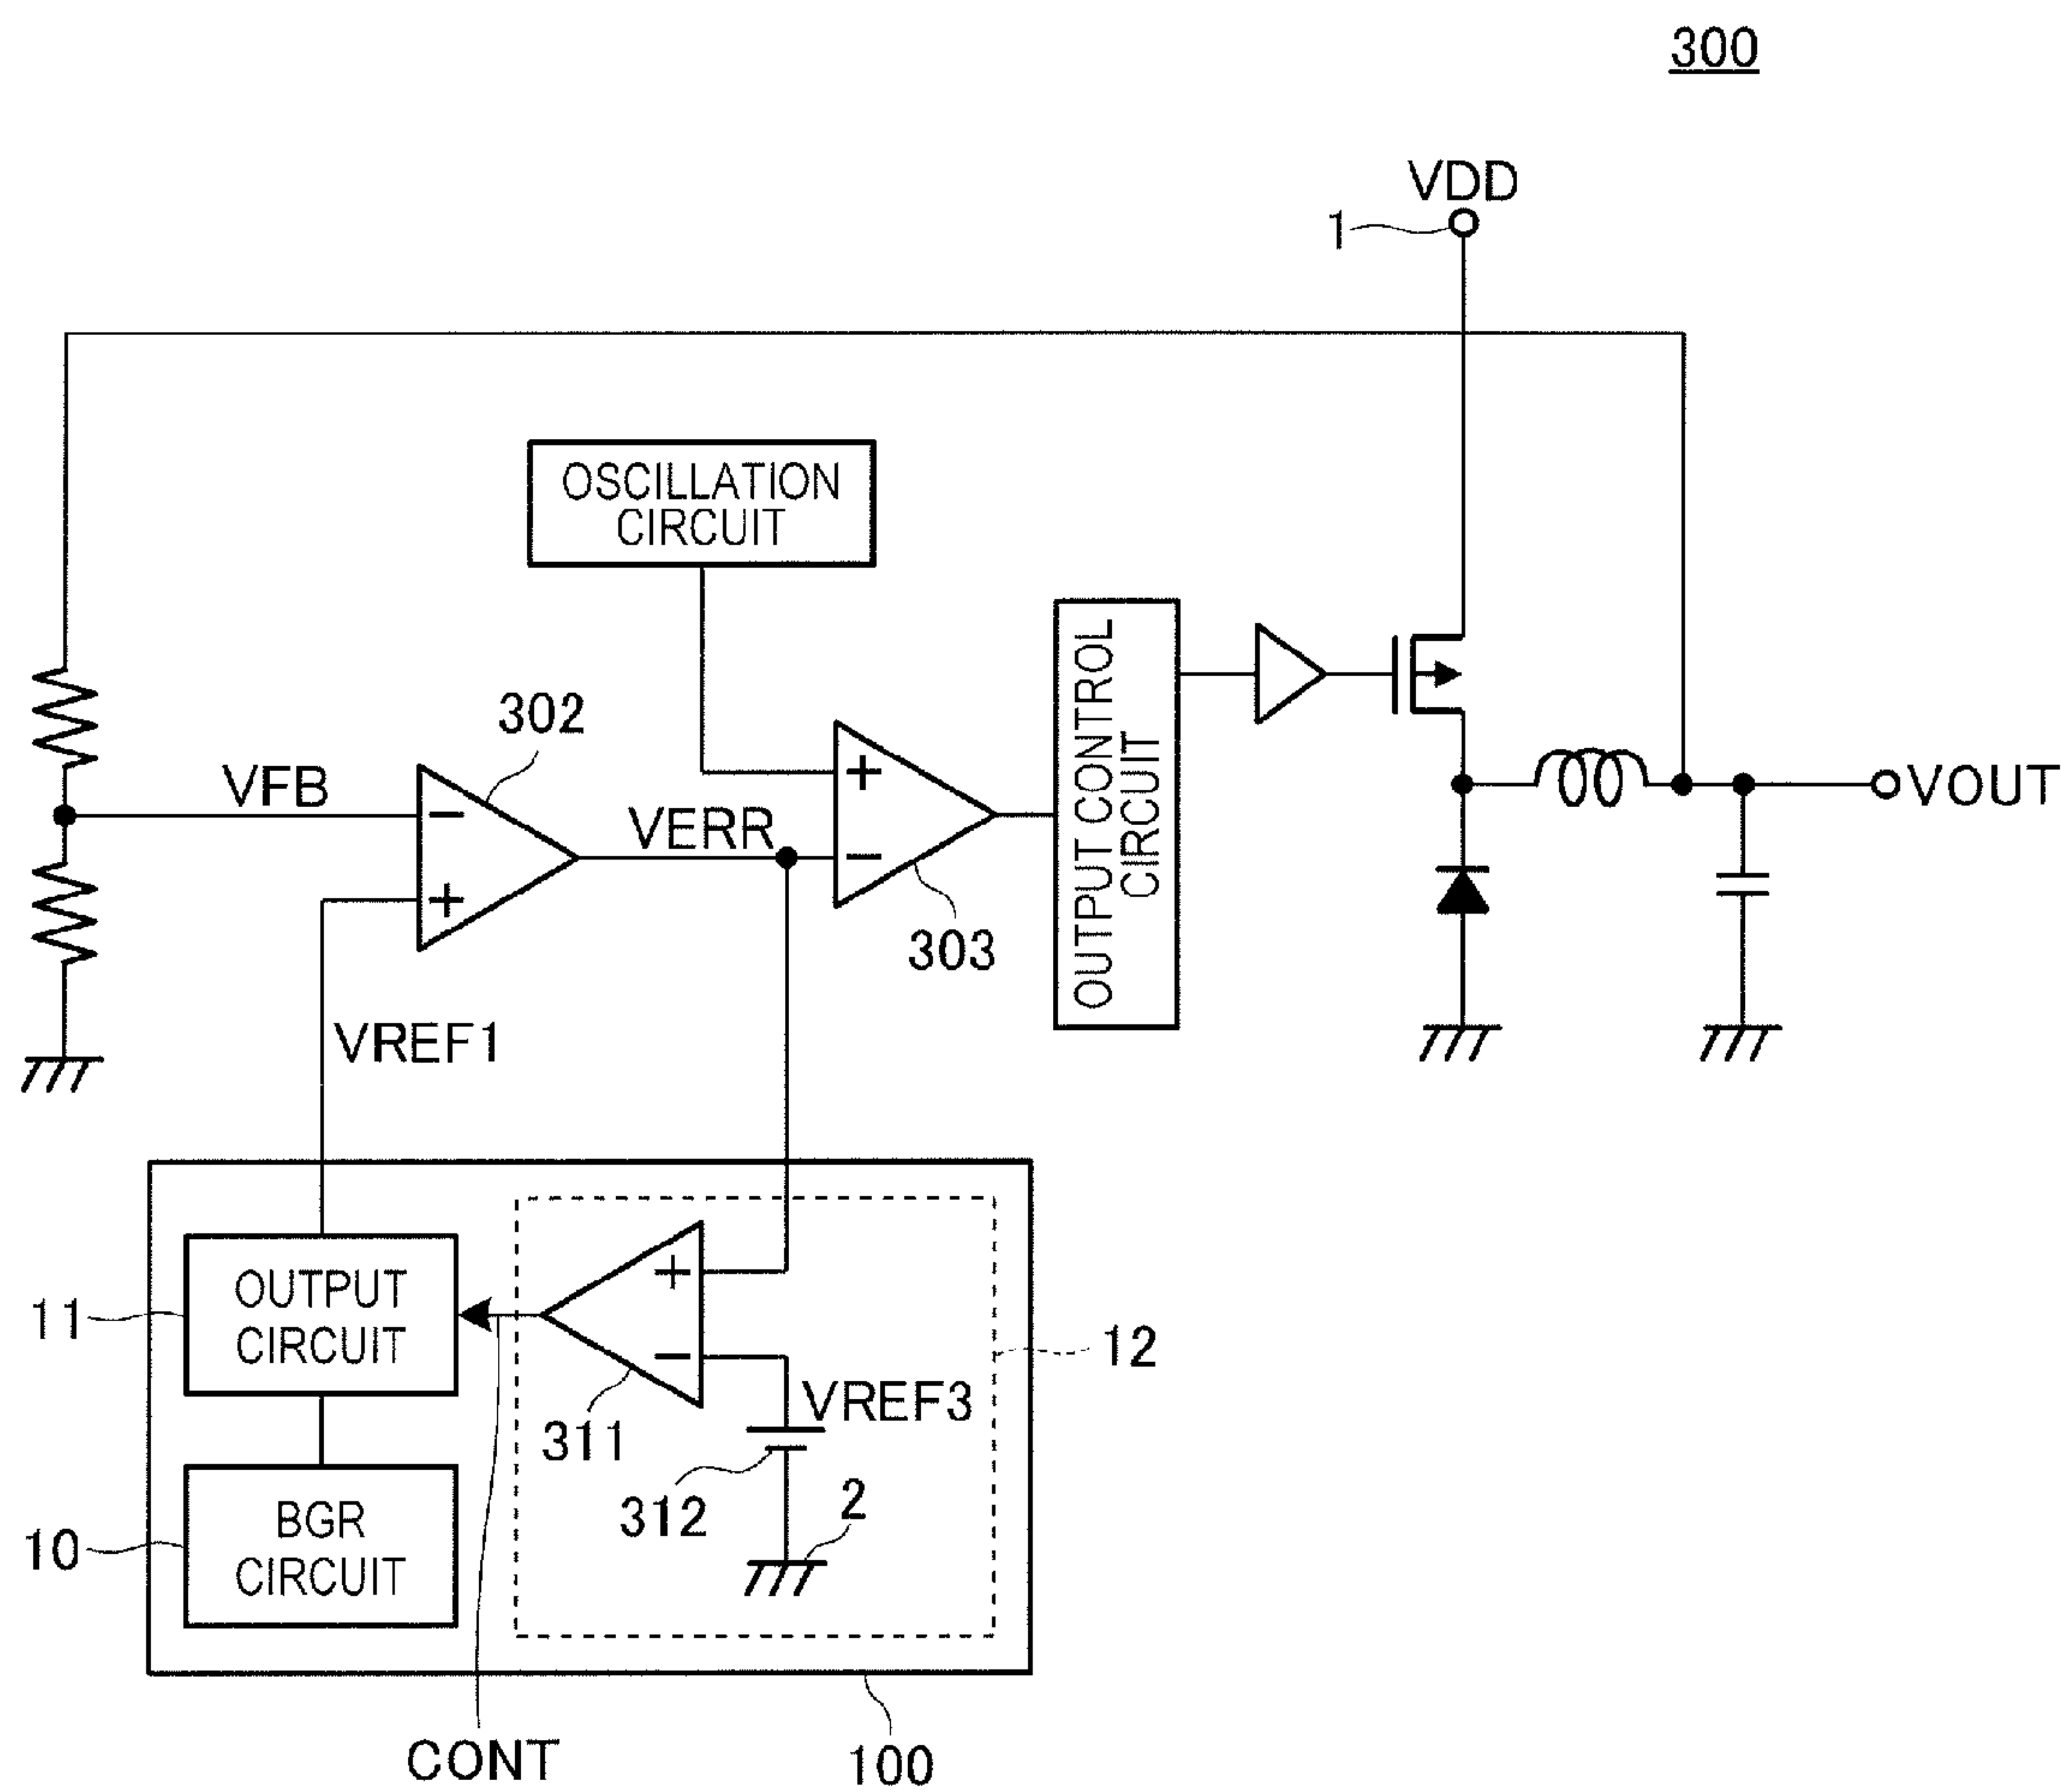 300
VDD
1
OSCILLATION
CIRCUIT
302
VFB
−
+
VERR
+
−
303
OUTPUT CONTROL
CIRCUIT
VOUT
VREF1
OUTPUT
CIRCUIT
11
+
−
311
VREF3
312
2
12
BGR
CIRCUIT
10
CONT
100